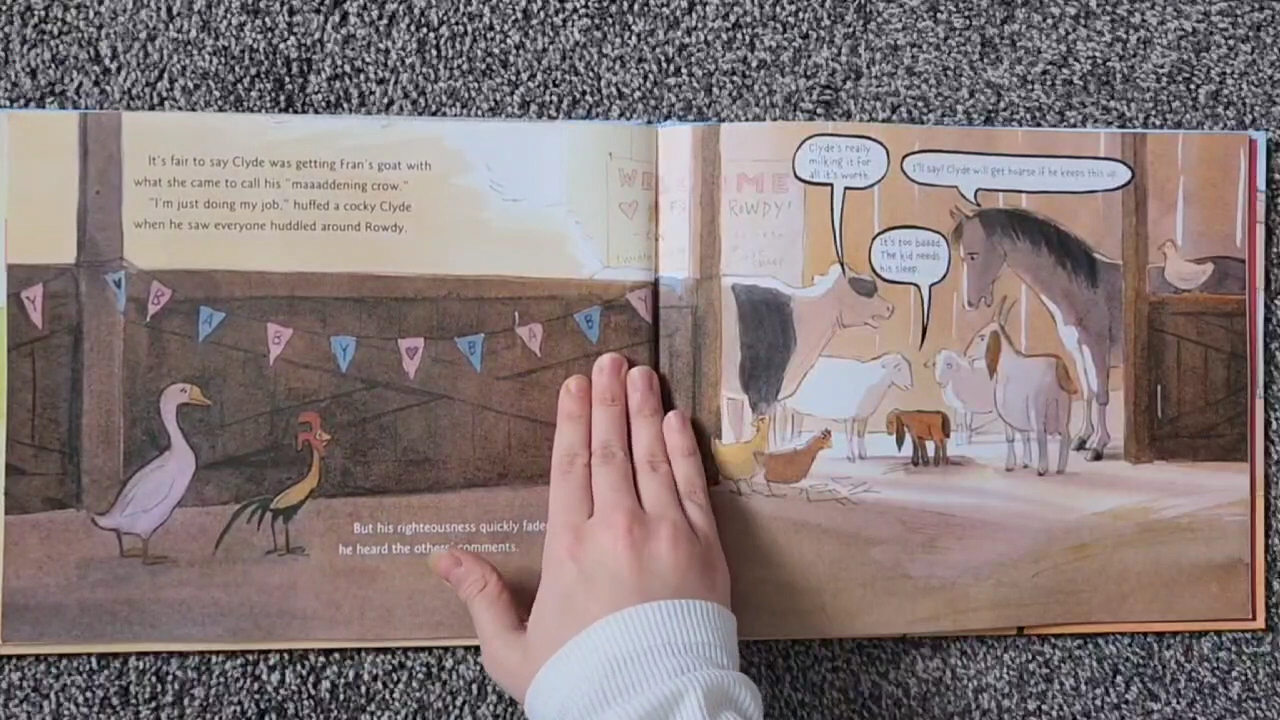 It's fair to say Clyde was getting Fran's goat with
what she came to call his "maaaddening crow."
"I'm just doing my job," huffed a cocky Clyde
when he saw everyone huddled around Rowdy.
Y ♥ B A B Y ♥ B A B Y
But his righteousness quickly fade
he heard the others' comments.
WELCOME
♥ ROWDY!
Clyde's really
milking it for
all it's worth.
I'll say! Clyde will get hoarse if he keeps this up.
It's too baaad.
The kid needs
his sleep.